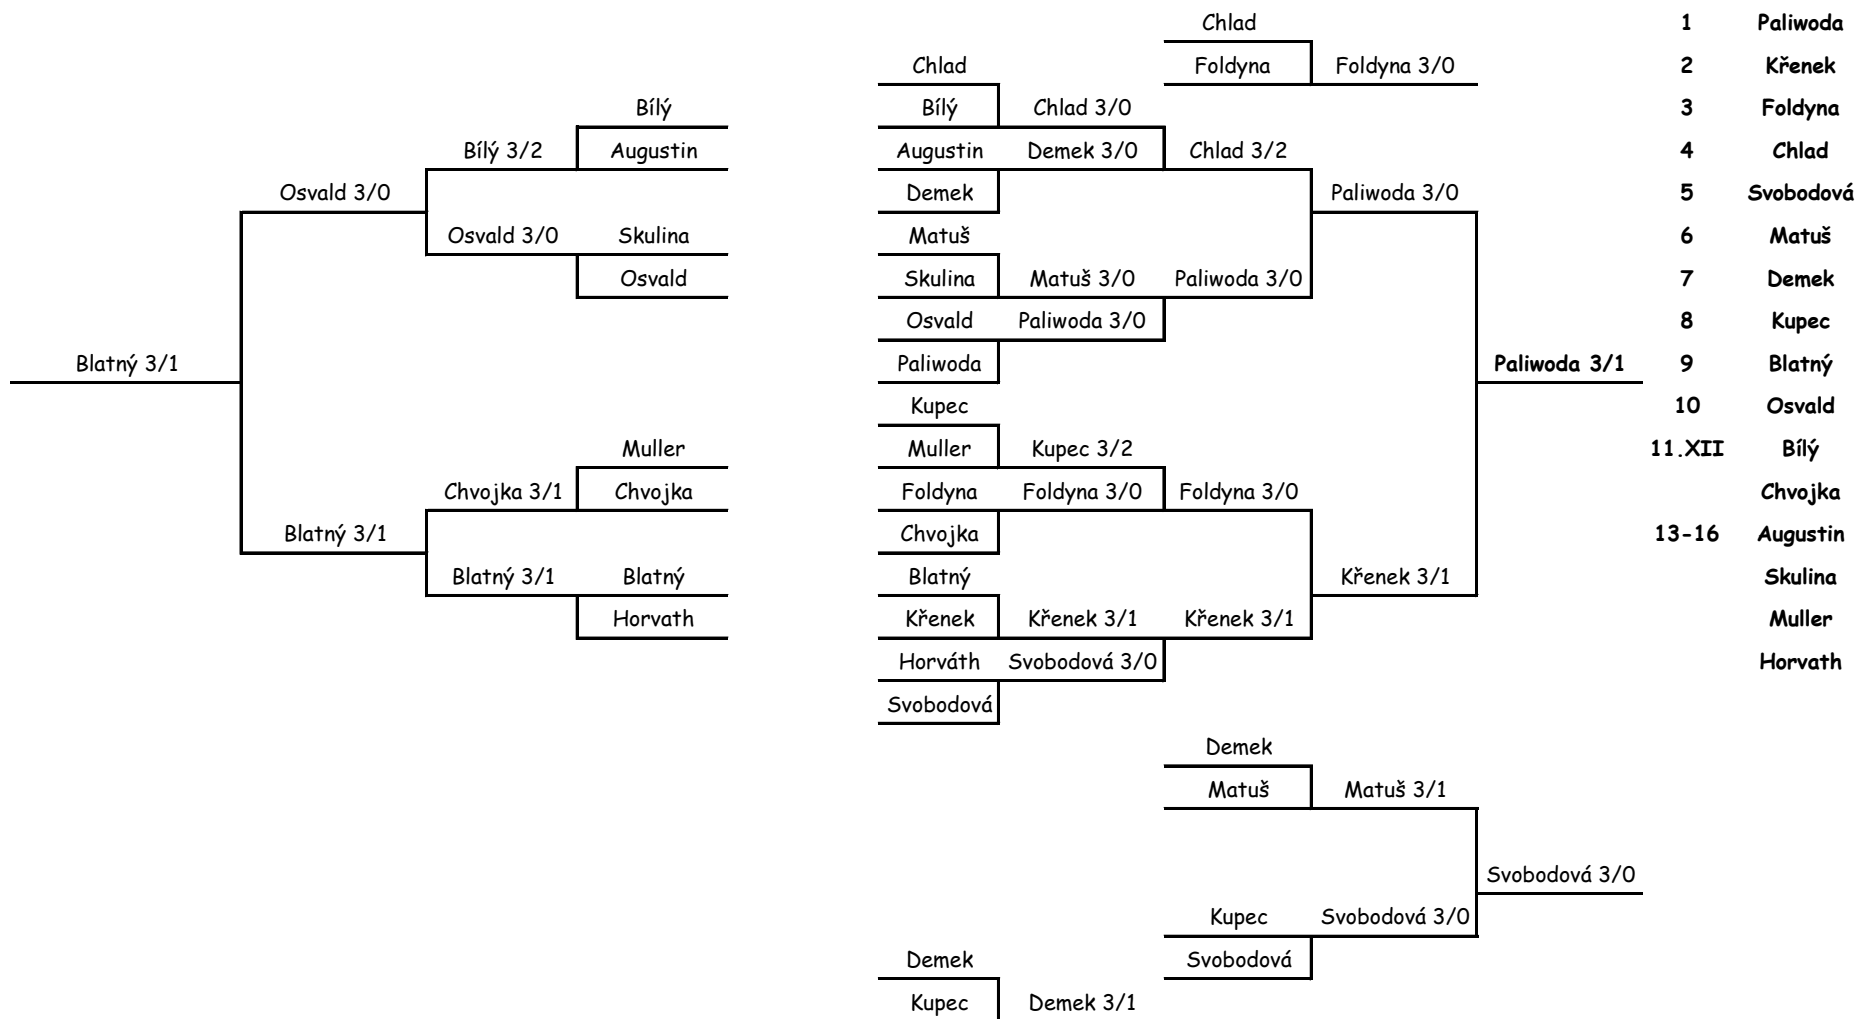 Chlad 1 Paliwoda
Chlad Foldyna Foldyna 3/0 2 Křenek
Bílý Bílý Chlad 3/0 3 Foldyna
Bílý 3/2 Augustin Augustin Demek 3/0 Chlad 3/2 4 Chlad
Osvald 3/0 Demek Paliwoda 3/0 5 Svobodová
Osvald 3/0 Skulina Matuš 6 Matuš
Osvald Skulina Matuš 3/0 Paliwoda 3/0 7 Demek
Osvald Paliwoda 3/0 8 Kupec
Blatný 3/1 Paliwoda Paliwoda 3/1 9 Blatný
Kupec 10 Osvald
Muller Muller Kupec 3/2 11.XII Bílý
Chvojka 3/1 Chvojka Foldyna Foldyna 3/0 Foldyna 3/0 Chvojka
Blatný 3/1 Chvojka 13-16 Augustin
Blatný 3/1 Blatný Blatný Křenek 3/1 Skulina
Horvath Křenek Křenek 3/1 Křenek 3/1 Muller
Horváth Svobodová 3/0 Horvath
Svobodová
Demek
Matuš Matuš 3/1
Svobodová 3/0
Kupec Svobodová 3/0
Demek Svobodová
Kupec Demek 3/1